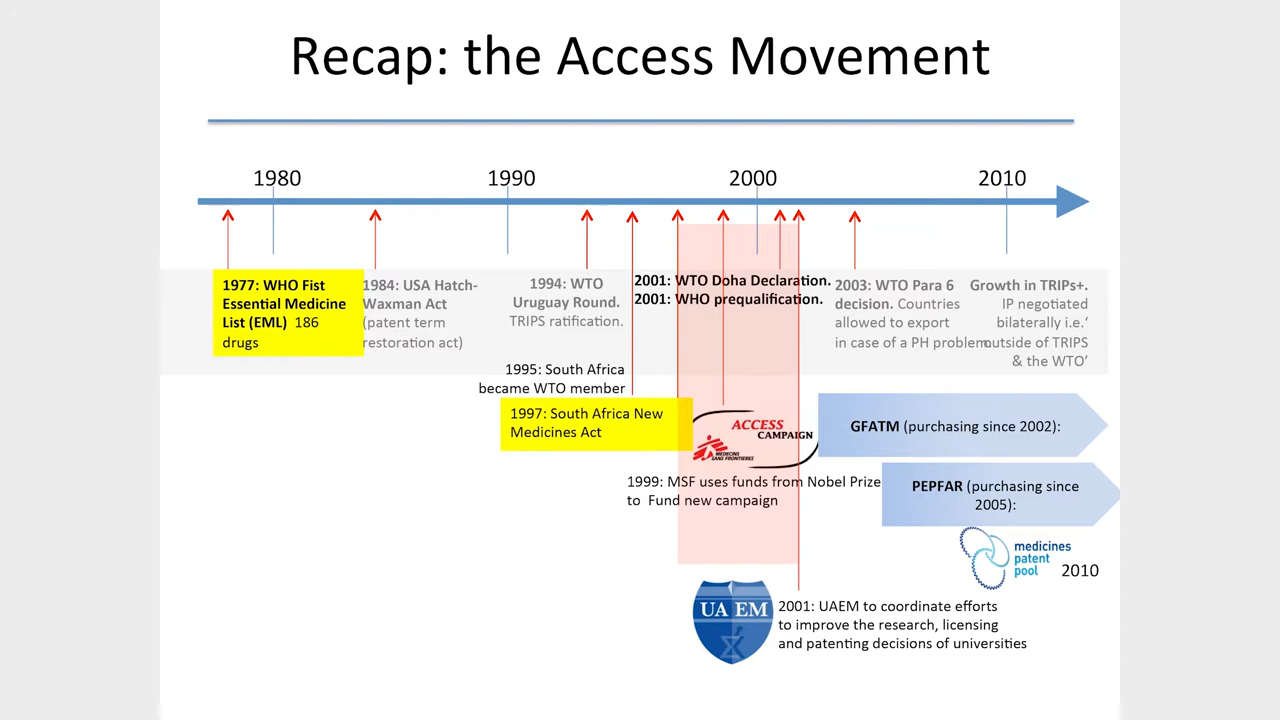 Recap: the Access Movement
1980
1990
2000
2010
1977: WHO Fist
Essential Medicine
List (EML) 186
drugs
1984: USA Hatch-
Waxman Act
(patent term
restoration act)
1994: WTO
Uruguay Round.
TRIPS ratification.
2001: WTO Doha Declaration.
2001: WHO prequalification.
2003: WTO Para 6
decision. Countries
allowed to export
in case of a PH problem
Growth in TRIPs+.
IP negotiated
bilaterally i.e.‘
outside of TRIPS
& the WTO’
1995: South Africa
became WTO member
1997: South Africa New
Medicines Act
ACCESS
CAMPAIGN
MEDECINS
SANS FRONTIERES
GFATM (purchasing since 2002):
1999: MSF uses funds from Nobel Prize
to Fund new campaign
PEPFAR (purchasing since
2005):
medicines
patent
pool
2010
UAEM
2001: UAEM to coordinate efforts
to improve the research, licensing
and patenting decisions of universities